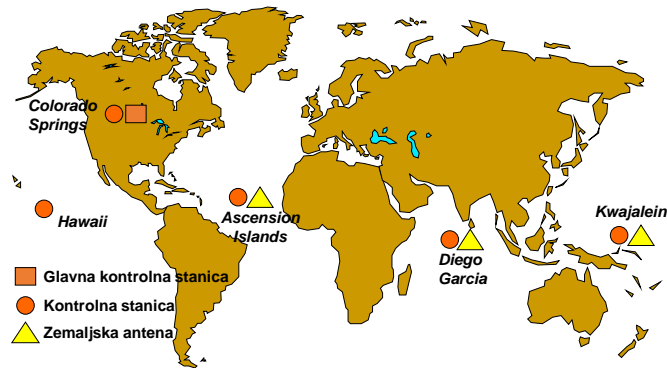 Colorado
Springs
Hawaii
Ascension
Islands
Kwajalein
Diego
Garcia
Glavna kontrolna stanica
Kontrolna stanica
Zemaljska antena